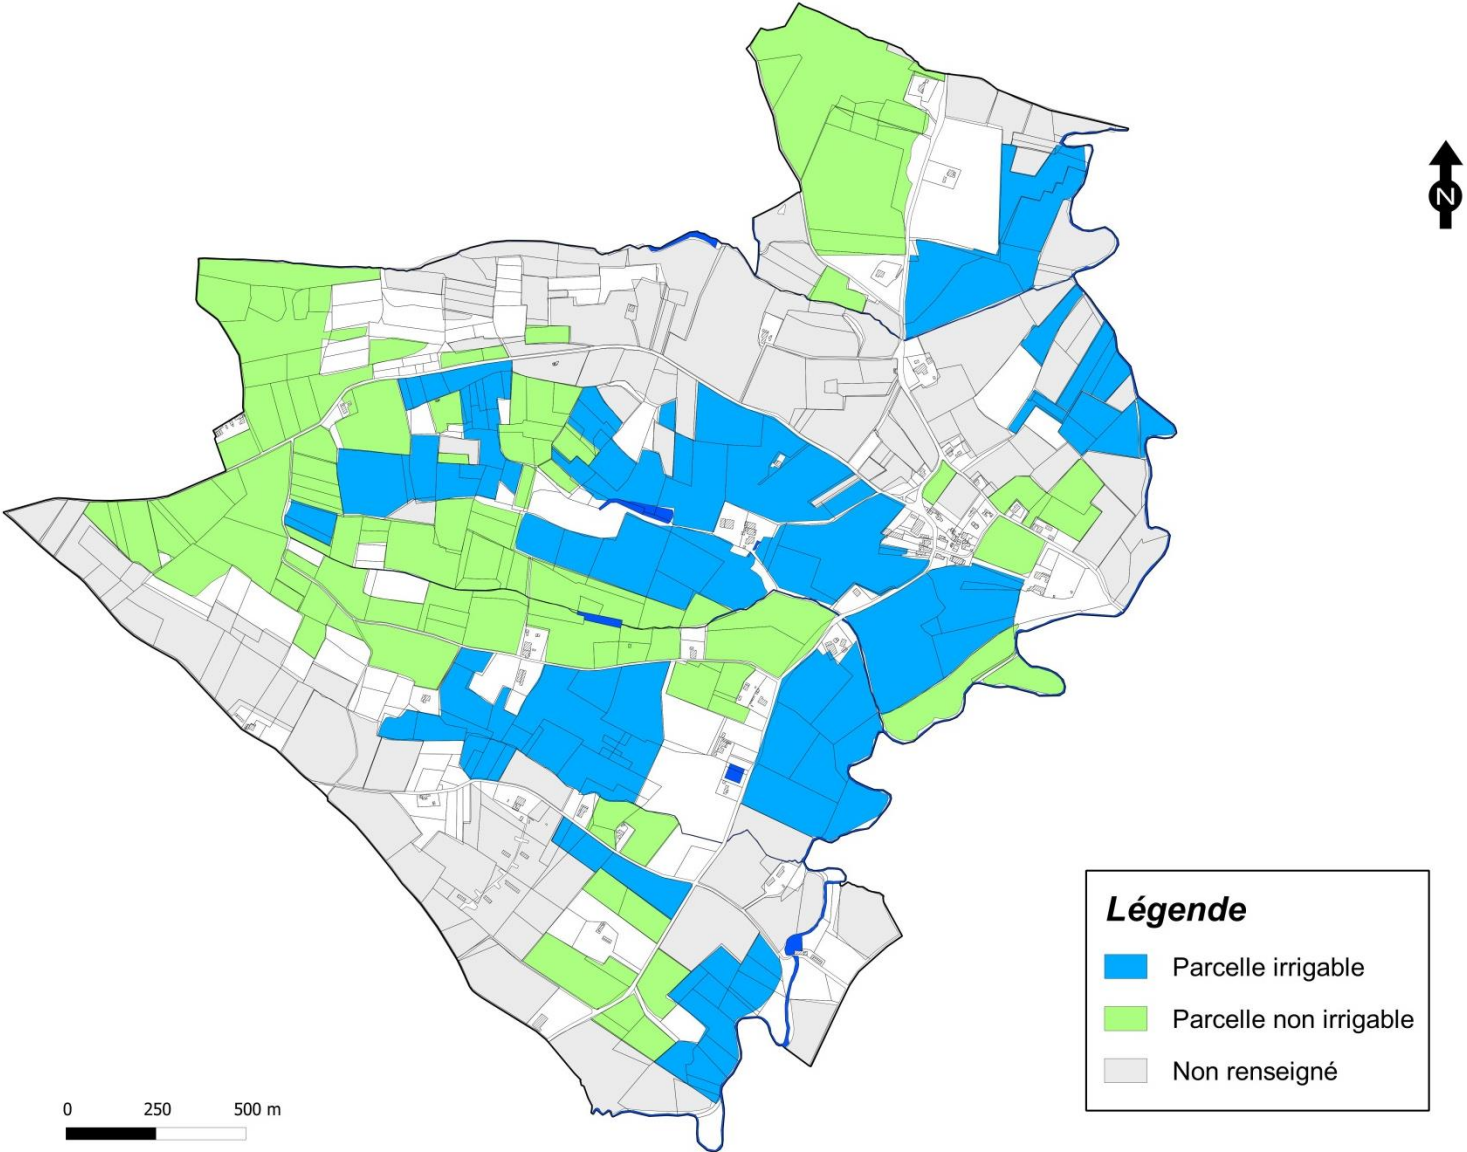 N
Légende
Parcelle irrigable
Parcelle non irrigable
Non renseigné
0 250 500 m